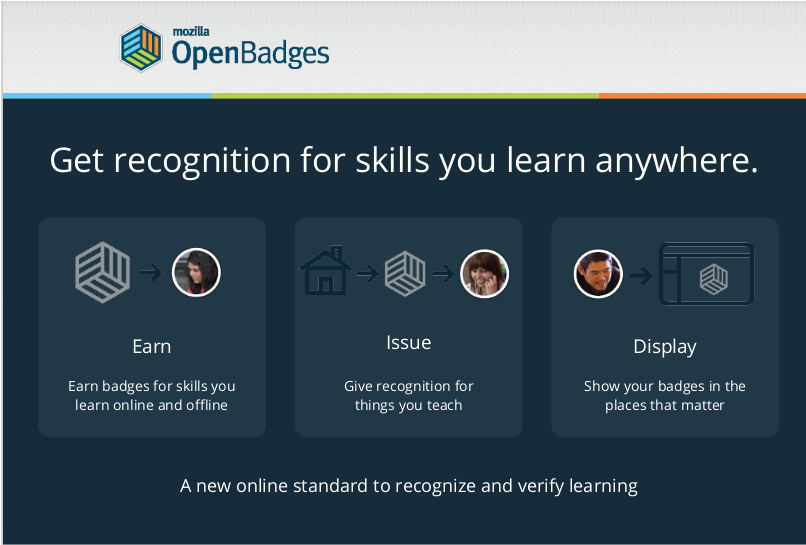 mozilla
OpenBadges
Get recognition for skills you learn anywhere.
Earn
Earn badges for skills you
learn online and offline
Issue
Give recognition for
things you teach
Display
Show your badges in the
places that matter
A new online standard to recognize and verify learning